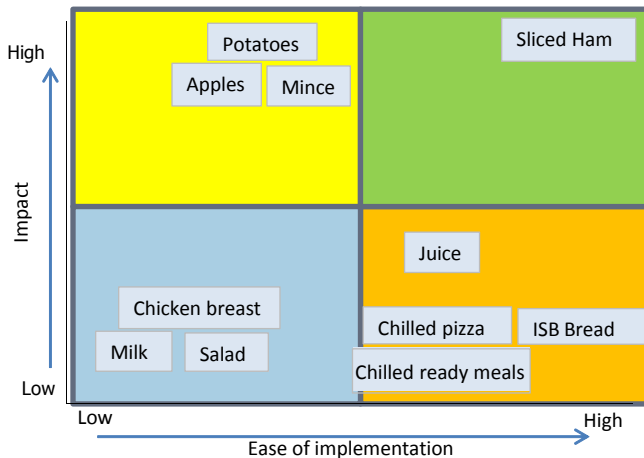 Potatoes
Sliced Ham
High
Apples
Mince
Impact
Juice
Chicken breast
Chilled pizza
ISB Bread
Milk
Salad
Chilled ready meals
Low
Low
High
Ease of implementation